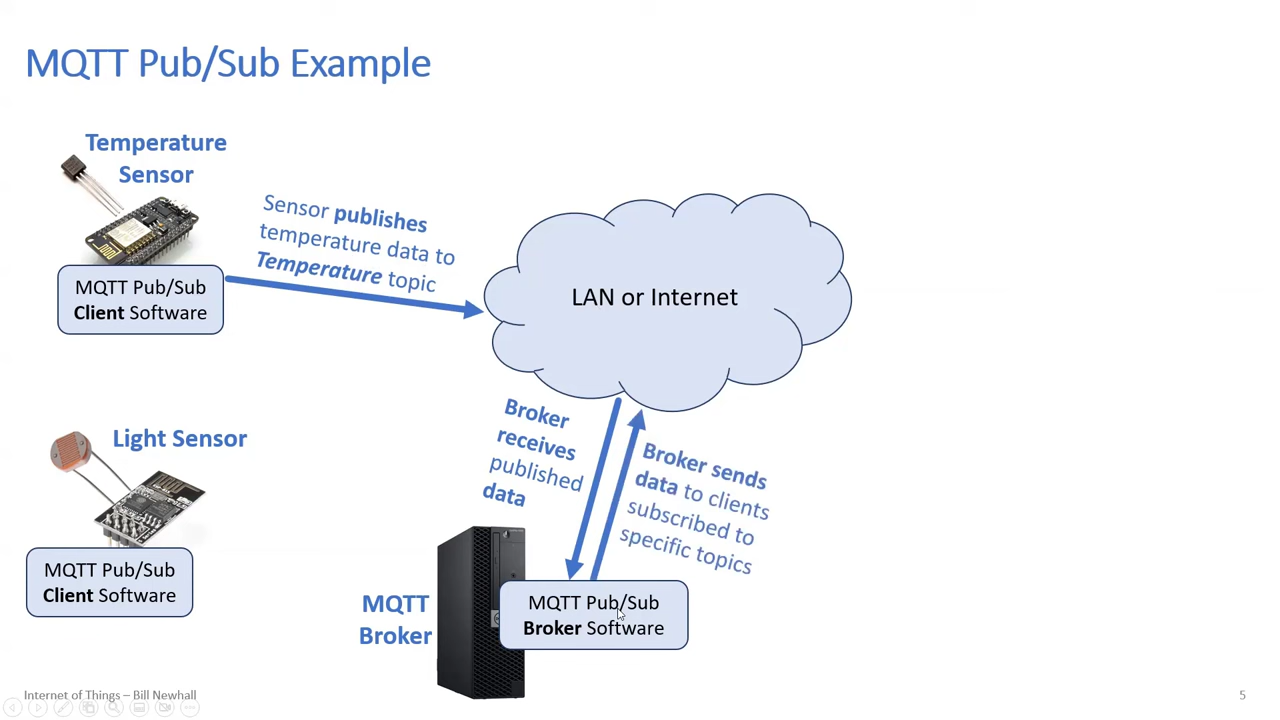 MQTT Pub/Sub Example
Temperature
Sensor
MQTT Pub/Sub
Client Software
Sensor publishes
temperature data to
Temperature topic
LAN or Internet
Light Sensor
MQTT Pub/Sub
Client Software
Broker
receives
published
data
Broker sends
data to clients
subscribed to
specific topics
MQTT
Broker
MQTT Pub/Sub
Broker Software
Internet of Things – Bill Newhall
5